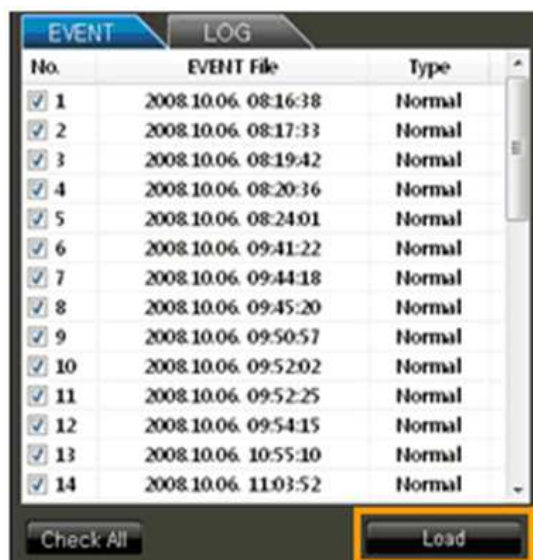 EVENT LOG
No. EVENT File Type
1 2008.10.06. 08:16:38 Normal
2 2008.10.06. 08:17:33 Normal
3 2008.10.06. 08:19:42 Normal
4 2008.10.06. 08:20:36 Normal
5 2008.10.06. 08:24:01 Normal
6 2008.10.06. 09:41:22 Normal
7 2008.10.06. 09:44:18 Normal
8 2008.10.06. 09:45:20 Normal
9 2008.10.06. 09:50:57 Normal
10 2008.10.06. 09:52:02 Normal
11 2008.10.06. 09:52:25 Normal
12 2008.10.06. 09:54:15 Normal
13 2008.10.06. 10:55:10 Normal
14 2008.10.06. 11:03:52 Normal
Check All Load